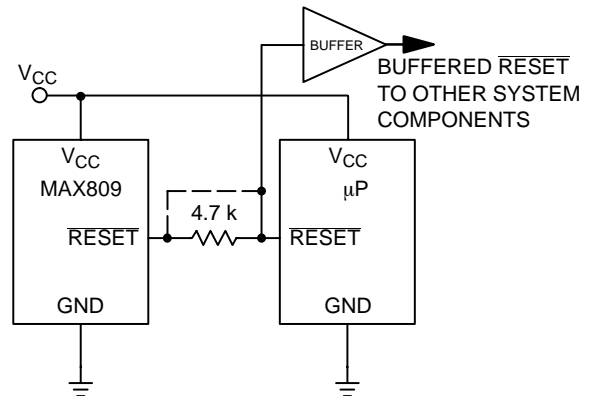 BUFFER
BUFFERED RESET
TO OTHER SYSTEM
COMPONENTS
VCC
VCC
MAX809
RESET
GND
4.7 k
VCC
μP
RESET
GND